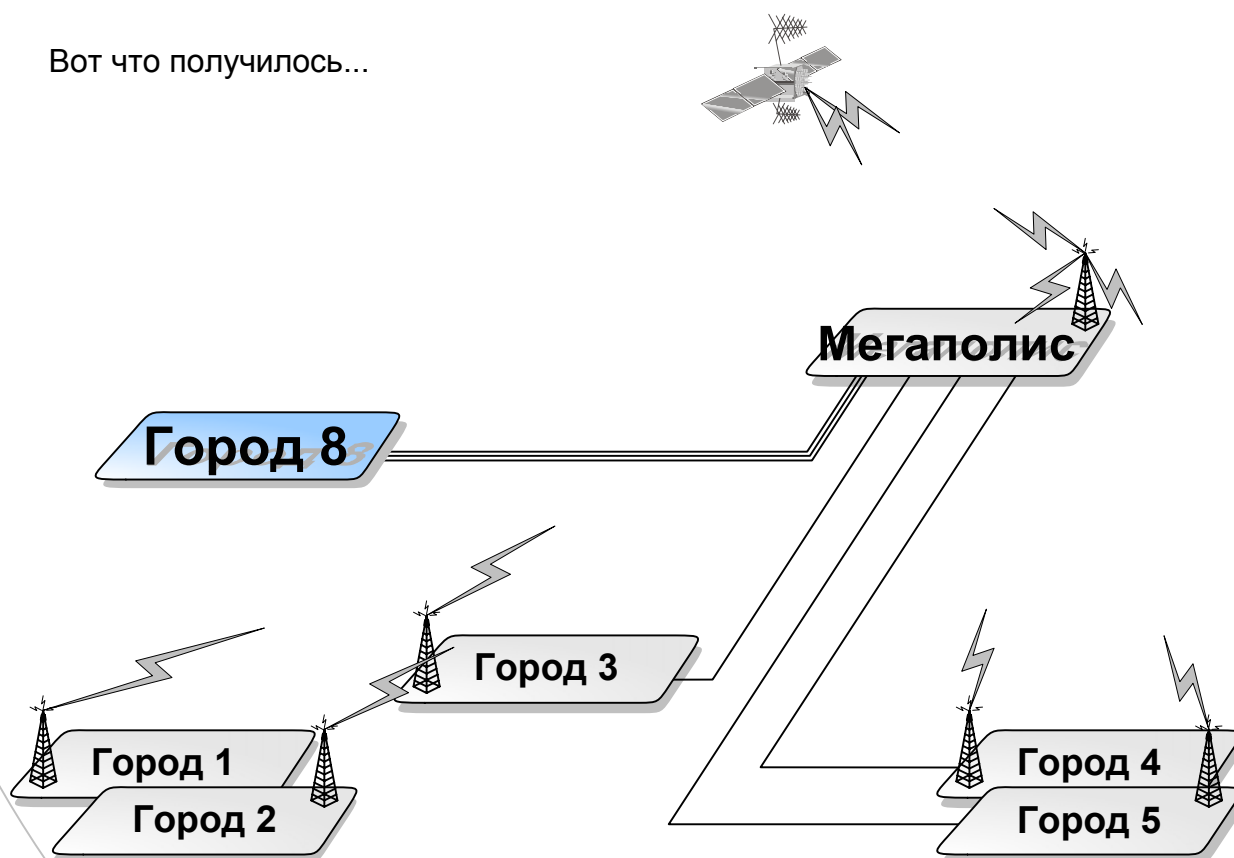 Вот что получилось...
Мегаполис
Город 8
Город 3
Город 1
Город 4
Город 2
Город 5